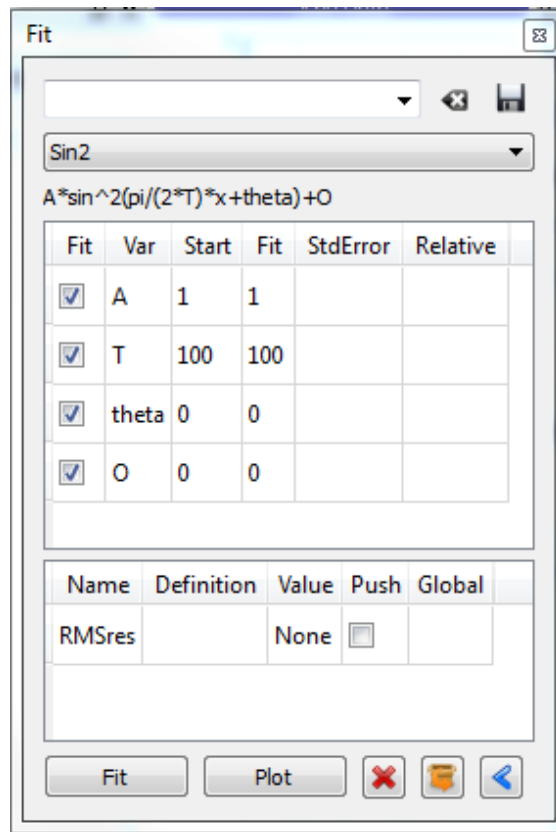 Fit
Sin2
A*sin^2(pi/(2*T)*x+theta)+O
Fit Var Start Fit StdError Relative
A 1 1
T 100 100
theta 0 0
O 0 0
Name Definition Value Push Global
RMSres None
Fit Plot